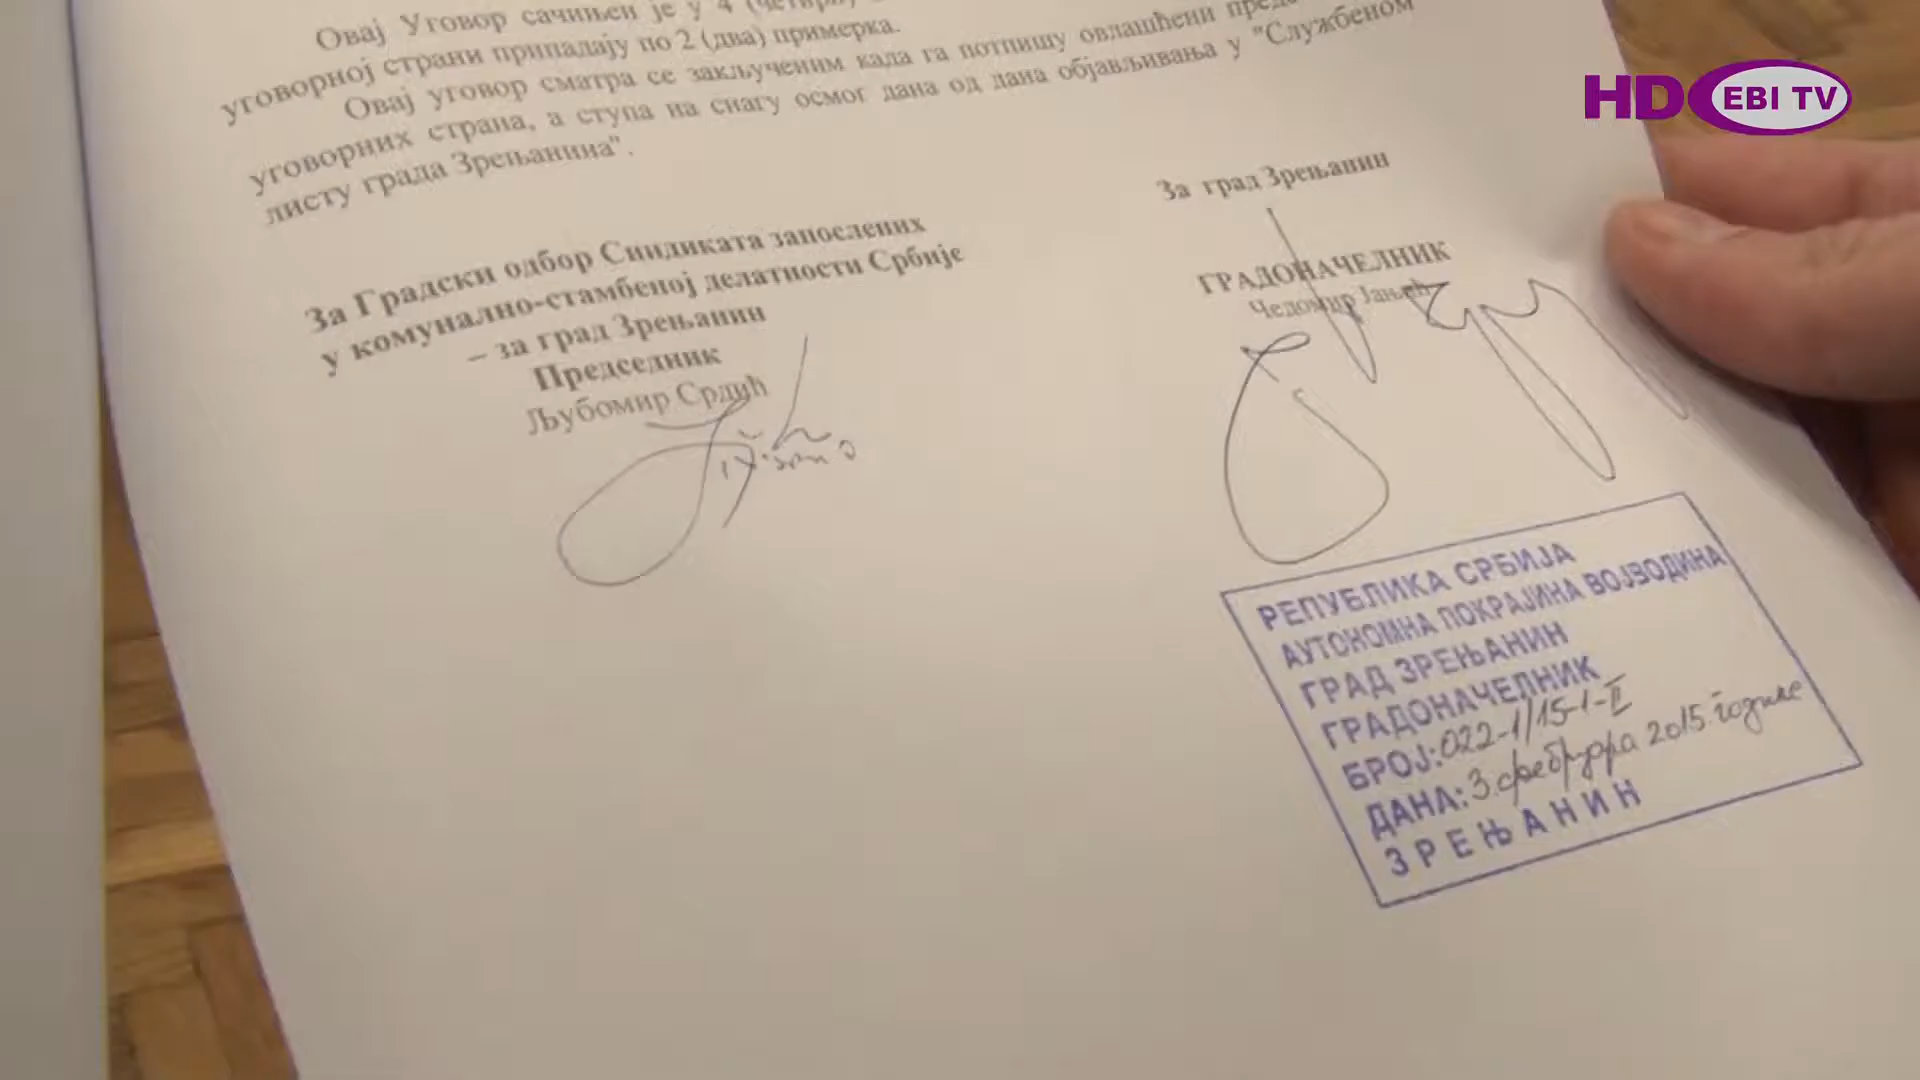 Овај Уговор сачињен је у 4 (четири)
уговорној страни припадају по 2 (два) примерка.
Овај уговор сматра се закљученим када га потпишу овлашћени
уговорних страна, а ступа на снагу осмог дана од дана објављивања у "Службеном
листу града Зрењанина".
За Градски одбор Синдиката запослених
у комунално-стамбеној делатности Србије
– за град Зрењанин
Председник
Љубомир Срдић
За град Зрењанин
ГРАДОНАЧЕЛНИК
Чедомир Јањић
РЕПУБЛИКА СРБИЈА
АУТОНОМНА ПОКРАЈИНА ВОЈВОДИНА
ГРАД ЗРЕЊАНИН
ГРАДОНАЧЕЛНИК
БРОЈ: 022-1/15-1-II
ДАНА: 3. фебруара 2015. године
ЗРЕЊАНИН
HD EBI TV